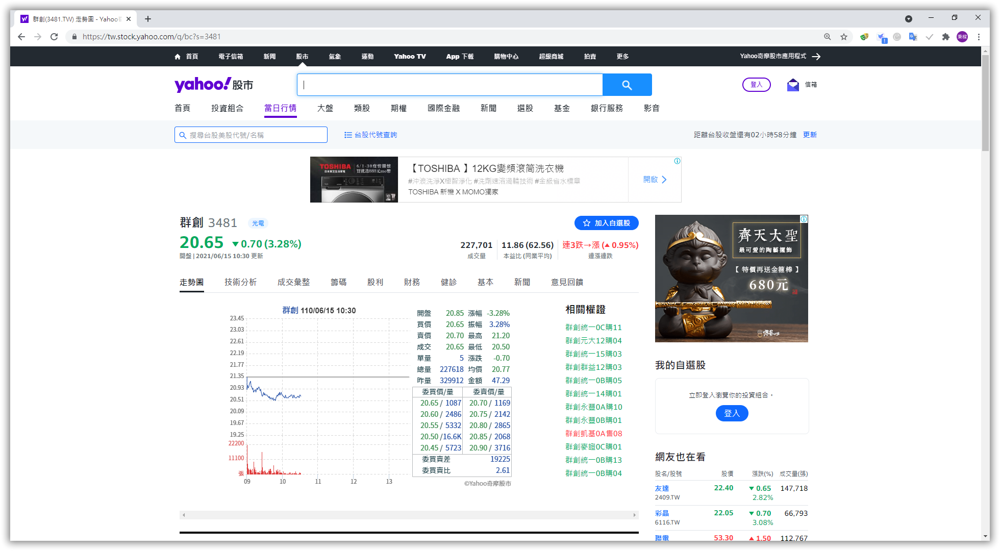 群創(3481.TW) 走勢圖 - Yahoo
https://tw.stock.yahoo.com/q/bc?s=3481
秉樑
首頁 電子信箱 新聞 股市 氣象 運動 Yahoo TV App 下載 購物中心 超級商城 拍賣 更多 Yahoo奇摩股市應用程式
yahoo!股市 登入 信箱
首頁 投資組合 當日行情 大盤 類股 期權 國際金融 新聞 選股 基金 銀行服務 影音
搜尋台股美股代號/名稱 台股代號查詢 距離台股收盤還有02小時58分鐘 更新
TOSHIBA 6/1-30疫情關懷
日本東芝生活家電 買就送888元mo幣
【TOSHIBA 】12KG變頻滾筒洗衣機
#沖浪洗淨X極智淨化 #洗劑速溶渦輪技術 #金級省水標章
TOSHIBA 新機 X MOMO獨家
開啟
群創 3481 光電 加入自選股
20.65 ▼0.70 (3.28%)
開盤 | 2021/06/15 10:30 更新
227,701 11.86 (62.56) 連3跌→漲 (▲ 0.95%)
成交量 本益比 (同業平均) 連漲連跌
走勢圖 技術分析 成交彙整 籌碼 股利 財務 健診 基本 新聞 意見回饋
群創 110/06/15 10:30
23.45
23.03
22.61
22.19
21.77
21.35
20.93
20.51
20.09
19.67
19.25
22200
11100
張
09 10 11 12 13
開盤 20.85 漲幅 -3.28%
買價 20.65 振幅 3.28%
賣價 20.70 最高 21.20
成交 20.65 最低 20.50
單量 5 漲跌 -0.70
總量 227618 均價 20.77
昨量 329912 金額 47.29
委買價/量 委賣價/量
20.65 / 1087 20.70 / 1169
20.60 / 2486 20.75 / 2142
20.55 / 5332 20.80 / 2865
20.50 /16.6K 20.85 / 2068
20.45 / 5723 20.90 / 3716
委買賣差 19225
委買賣比 2.61
©Yahoo奇摩股市
相關權證
群創統一0C購11
群創元大12購04
群創統一15購03
群創群益12購03
群創統一0B購05
群創統一14購01
群創永豐0A購10
群創永豐0B購01
群創凱基0A售08
群創麥證0C購01
群創統一0B購13
群創統一0B購04
齊天大聖
最可愛的陶藝擺飾
【 特價再送金箍棒 】
680元
我的自選股
立即登入瀏覽你的投資組合。
登入
網友也在看
股名/股號 股價 漲跌(%) 成交量(張)
友達 22.40 ▼ 0.65 147,718
2409.TW 2.82%
彩晶 22.05 ▼ 0.70 66,793
6116.TW 3.08%
聯電 53.30 ▲ 1.50 112,767